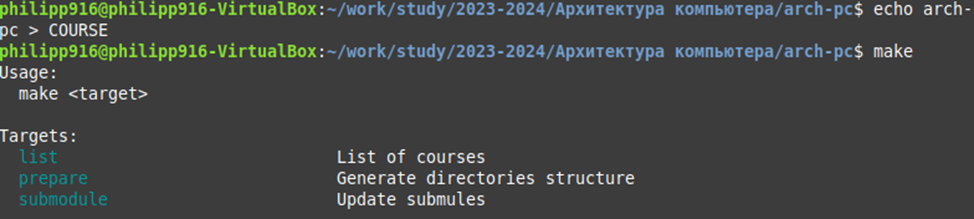 philipp916@philipp916-VirtualBox:~/work/study/2023-2024/Архитектура компьютера/arch-pc$ echo arch-
pc > COURSE
philipp916@philipp916-VirtualBox:~/work/study/2023-2024/Архитектура компьютера/arch-pc$ make
Usage:
  make <target>

Targets:
  list                           List of courses
  prepare                        Generate directories structure
  submodule                      Update submules